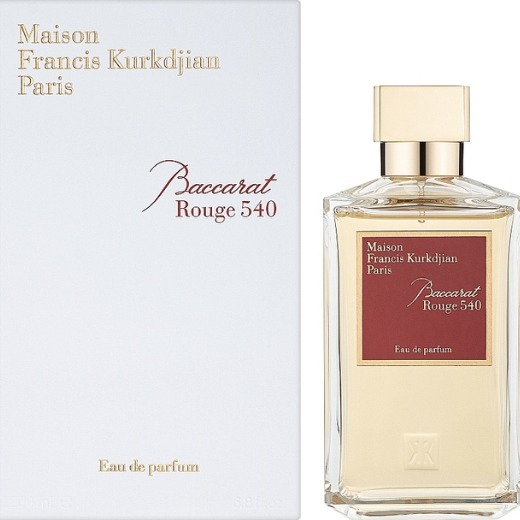 Maison
Francis Kurkdjian
Paris
Baccarat
Rouge 540
Eau de parfum
Maison
Francis Kurkdjian
Paris
Baccarat
Rouge 540
Eau de parfum